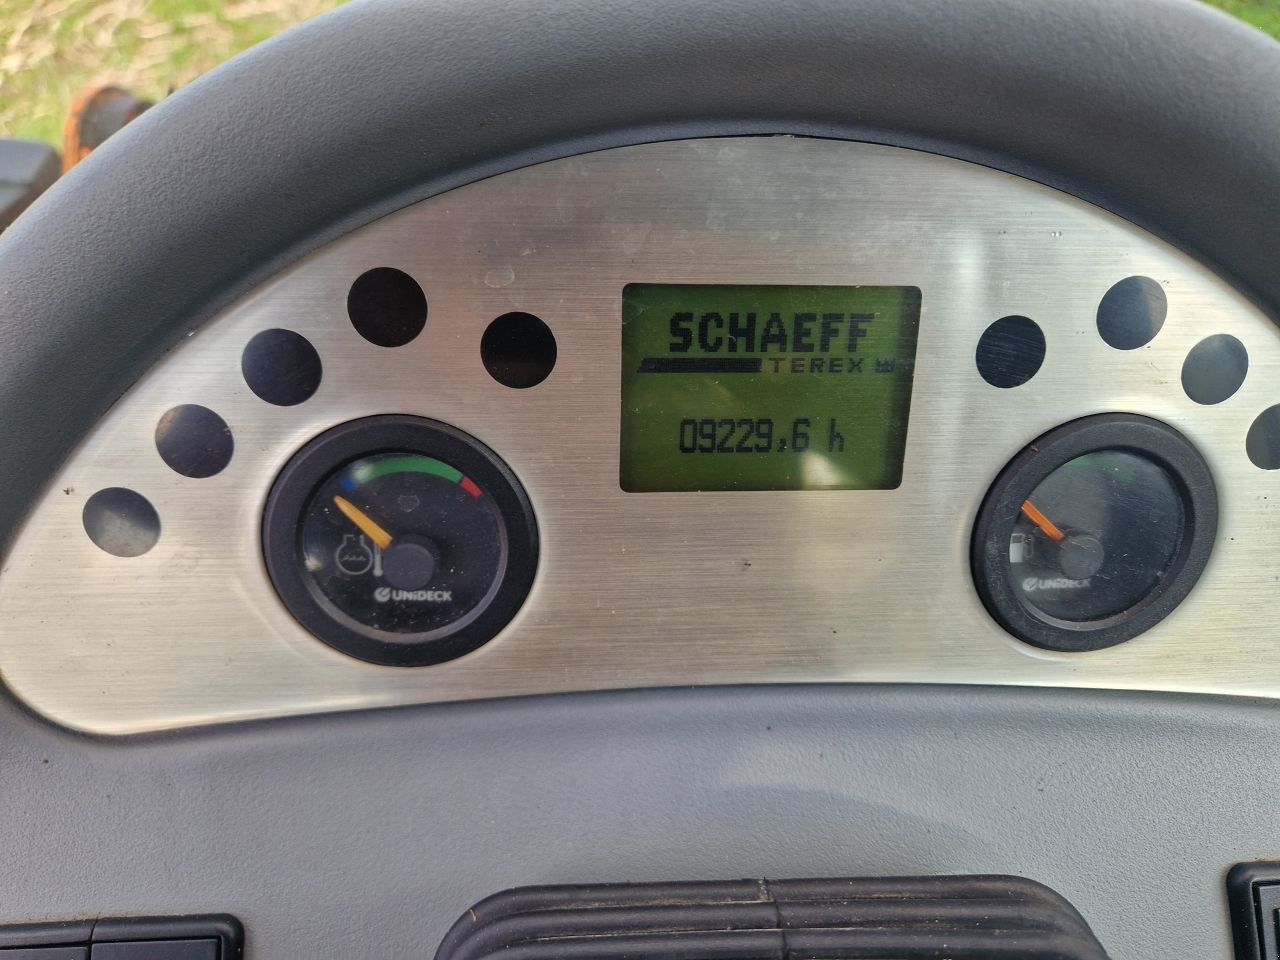 SCHAEFF
TEREX
09229,6 h
UNiDECK
UNiDECK